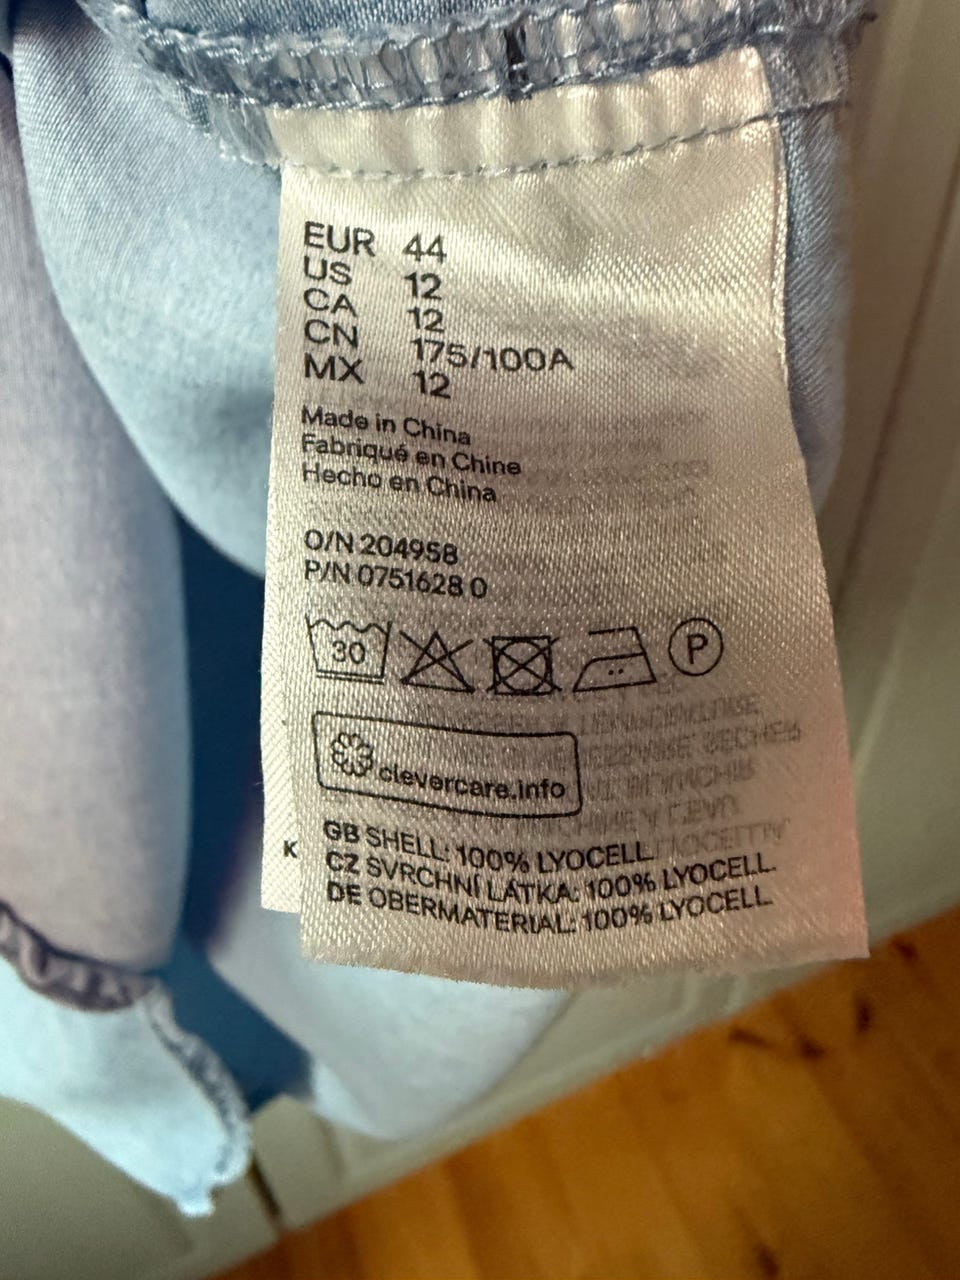 EUR 44
US 12
CA 12
CN 175/100A
MX 12
Made in China
Fabriqué en Chine
Hecho en China
O/N 204958
P/N 0751628 0
30 P
clevercare.info
K
GB SHELL: 100% LYOCELL
CZ SVRCHNÍ LÁTKA: 100% LYOCELL.
DE OBERMATERIAL: 100% LYOCELL